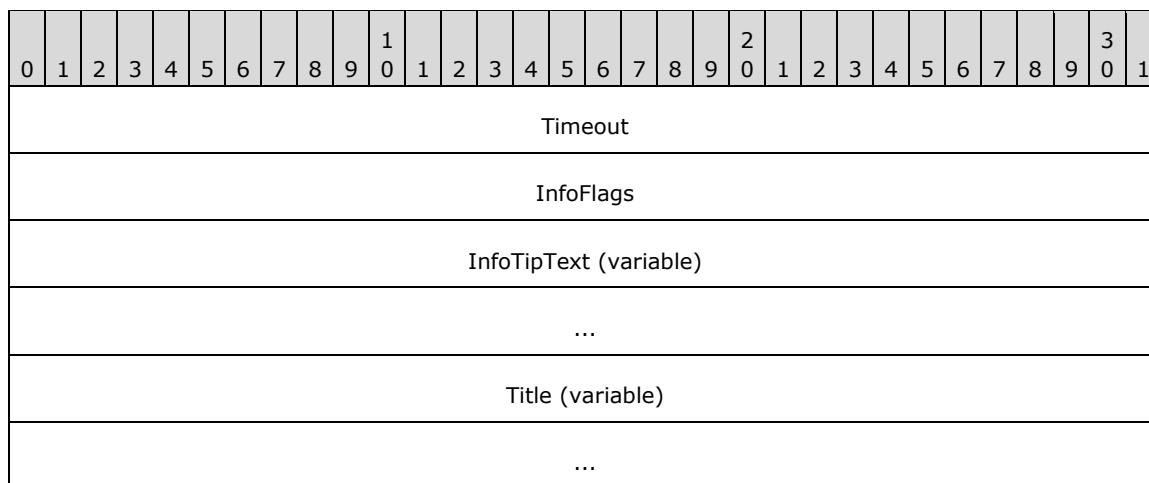 1 2 3
0 1 2 3 4 5 6 7 8 9 0 1 2 3 4 5 6 7 8 9 0 1 2 3 4 5 6 7 8 9 0 1
Timeout
InfoFlags
InfoTipText (variable)
...
Title (variable)
...